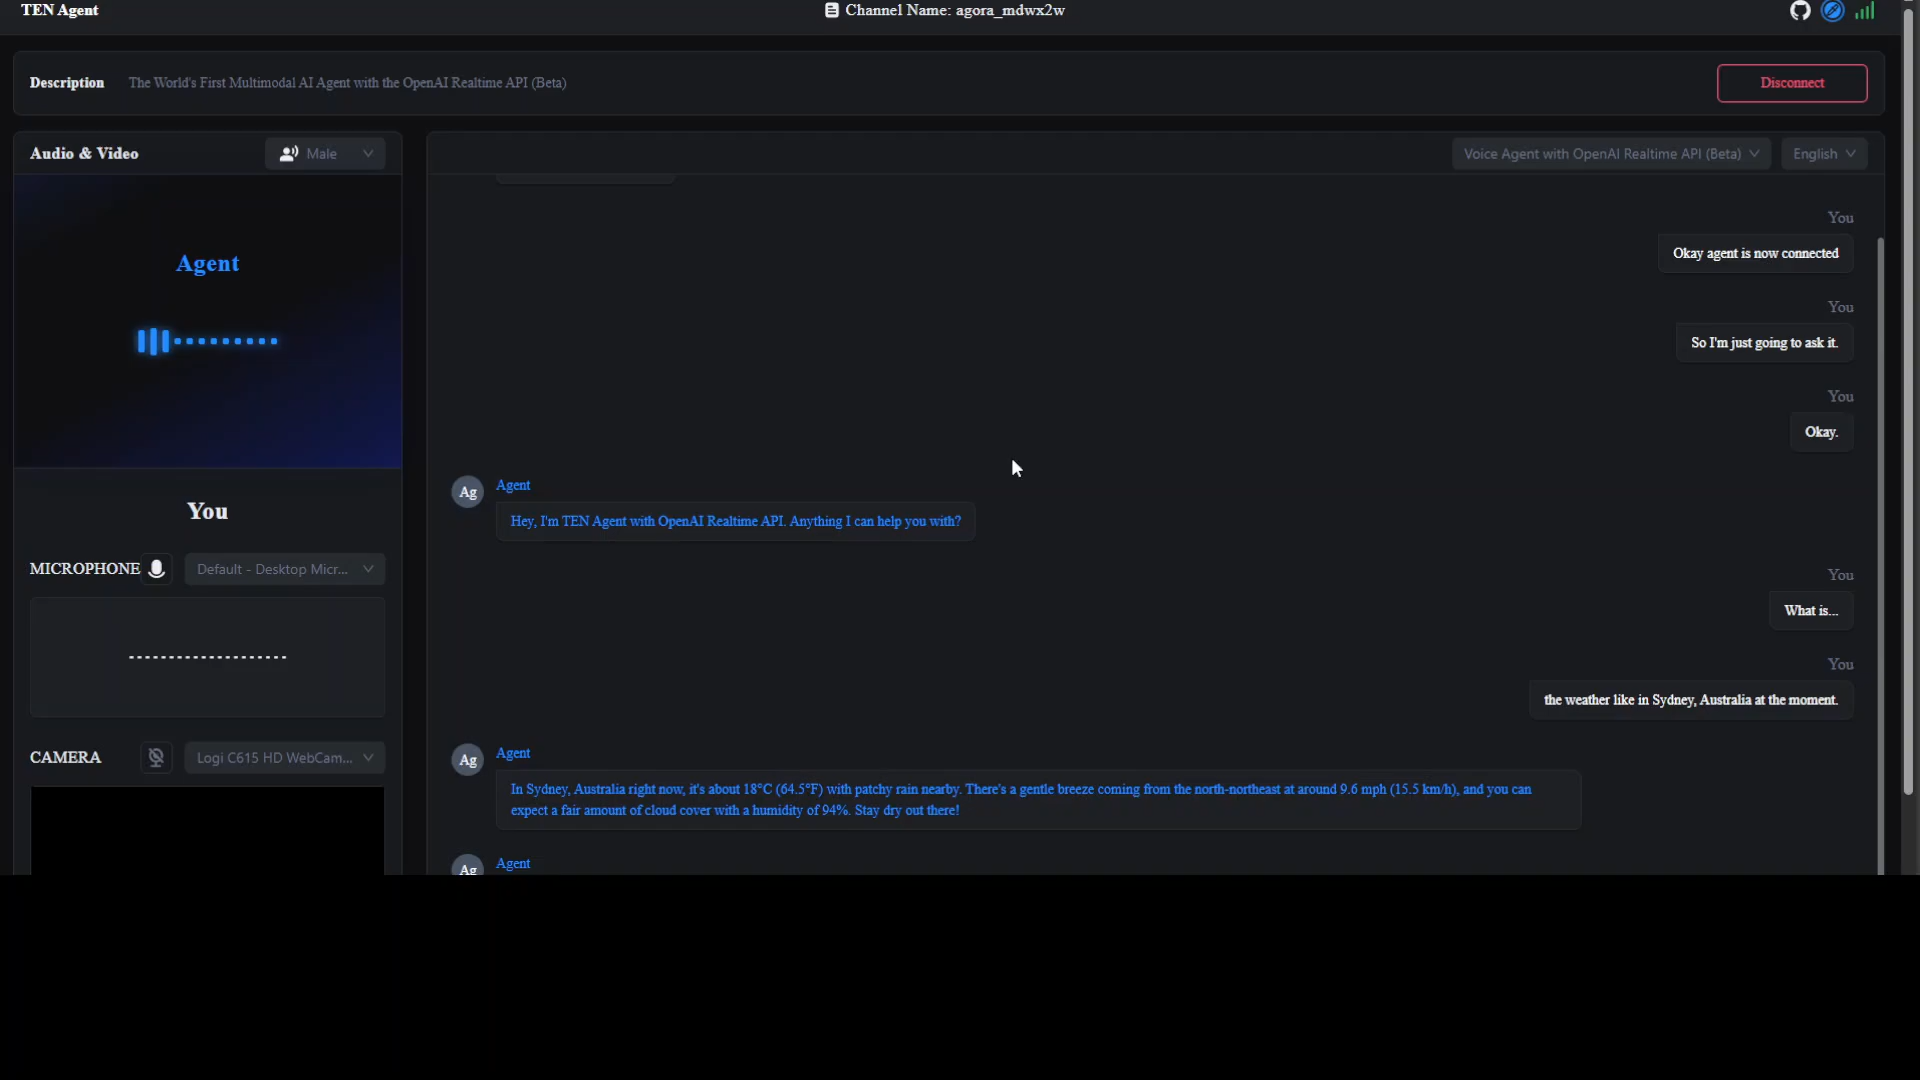 TEN Agent
Channel Name: agora_mdwx2w
Description
The World's First Multimodal AI Agent with the OpenAI Realtime API (Beta)
Disconnect
Audio & Video
Male
Voice Agent with OpenAI Realtime API (Beta)
English
Agent
You
Okay agent is now connected
You
So I'm just going to ask it.
You
Okay.
Ag
Agent
Hey, I'm TEN Agent with OpenAI Realtime API. Anything I can help you with?
You
What is...
You
the weather like in Sydney, Australia at the moment.
Ag
Agent
In Sydney, Australia right now, it's about 18°C (64.5°F) with patchy rain nearby. There's a gentle breeze coming from the north-northeast at around 9.6 mph (15.5 km/h), and you can
expect a fair amount of cloud cover with a humidity of 94%. Stay dry out there!
Ag
Agent
You
MICROPHONE
Default - Desktop Micr...
CAMERA
Logi C615 HD WebCam...